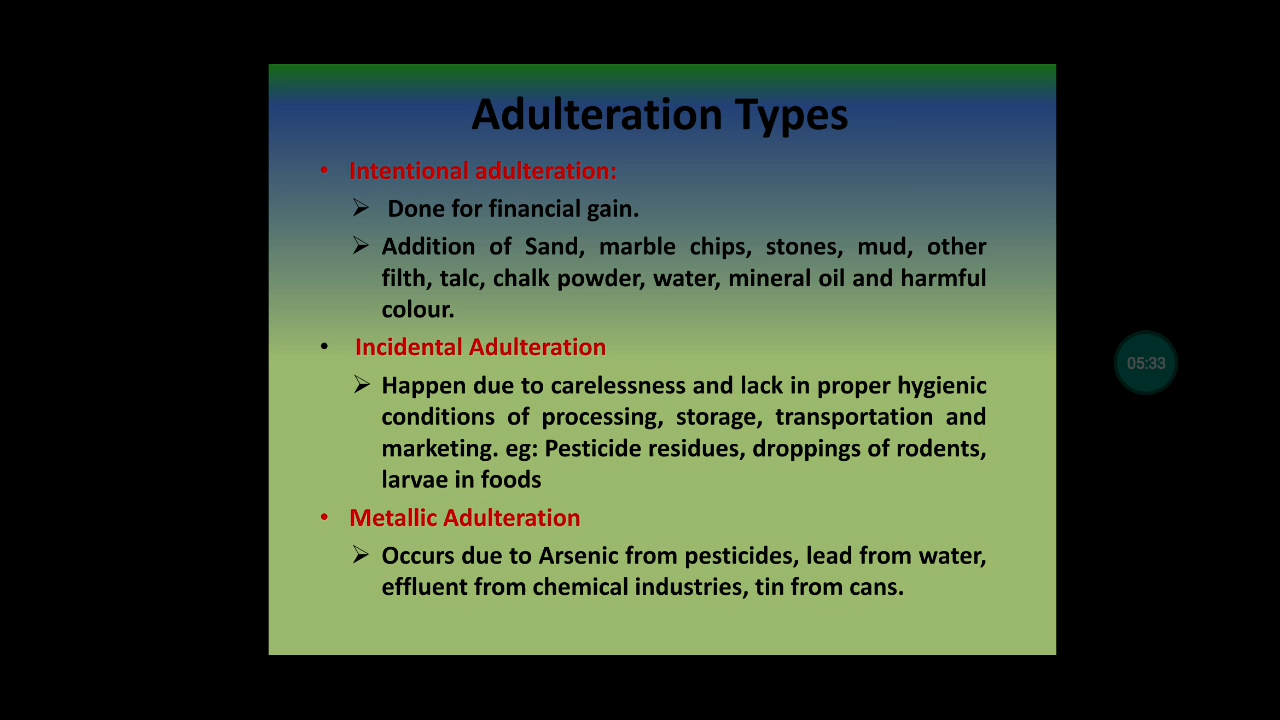 Adulteration Types
• Intentional adulteration:
➢ Done for financial gain.
➢ Addition of Sand, marble chips, stones, mud, other
filth, talc, chalk powder, water, mineral oil and harmful
colour.
• Incidental Adulteration
➢ Happen due to carelessness and lack in proper hygienic
conditions of processing, storage, transportation and
marketing. eg: Pesticide residues, droppings of rodents,
larvae in foods
• Metallic Adulteration
➢ Occurs due to Arsenic from pesticides, lead from water,
effluent from chemical industries, tin from cans.
05:33